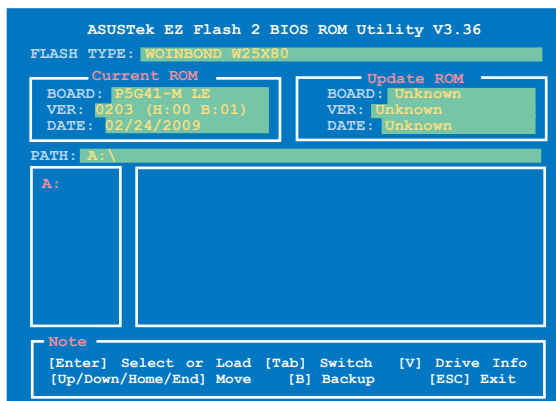 ASUSTek EZ Flash 2 BIOS ROM Utility V3.36
FLASH TYPE: WOINBOND W25X80
Current ROM
BOARD: P5G41-M LE
VER: 0203 (H:00 B:01)
DATE: 02/24/2009
Update ROM
BOARD: Unknown
VER: Unknown
DATE: Unknown
PATH: A:\
A:
Note
[Enter] Select or Load [Tab] Switch [V] Drive Info
[Up/Down/Home/End] Move [B] Backup [ESC] Exit